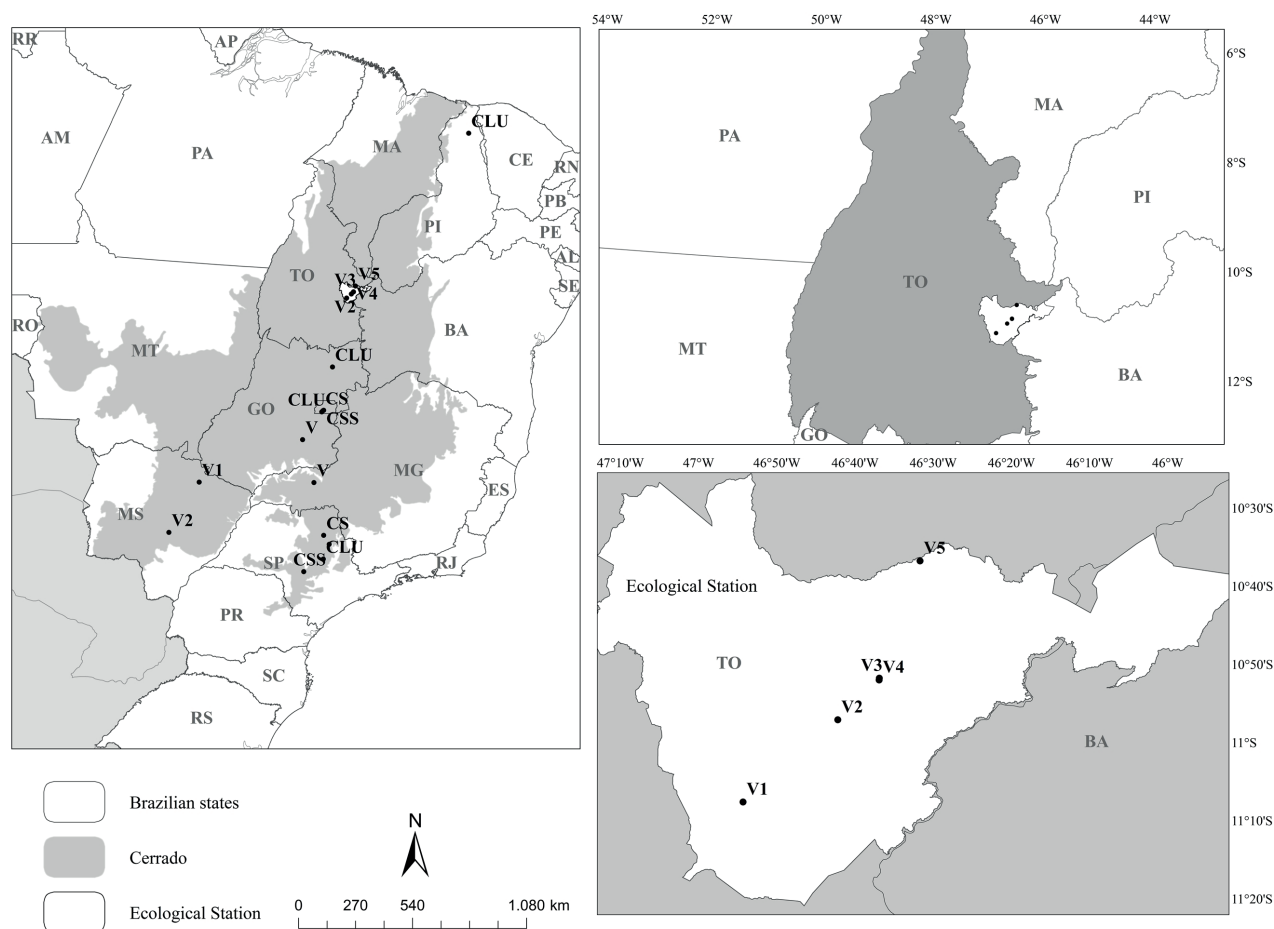 54°W 52°W 50°W 48°W 46°W 44°W
RR
AP
AM
PA
MA
CLU
CE
RN
PB
PE
AL
SE
PI
TO
V3 V5
V4
V2
RO
MT
BA
CLU
GO
CLU CS
CSS
V
V1
V
MG
ES
MS
V2
CS
CLU
SP
CSS
RJ
PR
SC
RS
6°S
PA
MA
8°S
PI
10°S
TO
MT
BA
12°S
GO
47°10'W 47°W 46°50'W 46°40'W 46°30'W 46°20'W 46°10'W 46°W
10°30'S
V5
Ecological Station
10°40'S
TO
V3 V4
10°50'S
V2
11°S
BA
V1
11°10'S
11°20'S
Brazilian states
Cerrado
Ecological Station
N
0 270 540 1.080 km